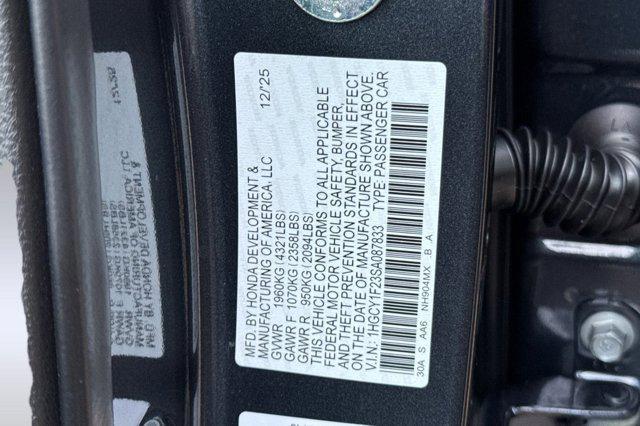 MFD. BY HONDA DEVELOPMENT & 12/25
MANUFACTURING OF AMERICA, LLC
GVWR 1960KG(4321LBS)
GAWR F 1070KG(2358LBS)
GAWR R 950KG(2094LBS)
THIS VEHICLE CONFORMS TO ALL APPLICABLE
FEDERAL MOTOR VEHICLE SAFETY, BUMPER,
AND THEFT PREVENTION STANDARDS IN EFFECT
ON THE DATE OF MANUFACTURE SHOWN ABOVE.
V.I.N.: 1HGCY1F23SA087833 TYPE:PASSENGER CAR
30A S AA6 NH904MX .B .A